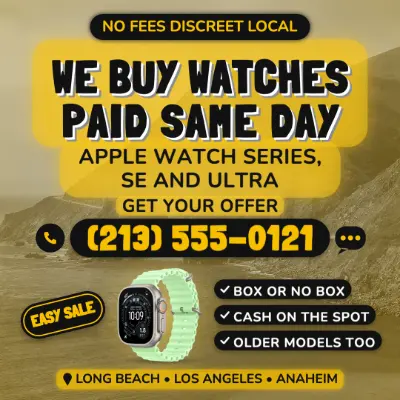 NO FEES DISCREET LOCAL
WE BUY WATCHES
PAID SAME DAY
APPLE WATCH SERIES,
SE AND ULTRA
GET YOUR OFFER
(213) 555-0121
EASY SALE
✓ BOX OR NO BOX
✓ CASH ON THE SPOT
✓ OLDER MODELS TOO
LONG BEACH • LOS ANGELES • ANAHEIM